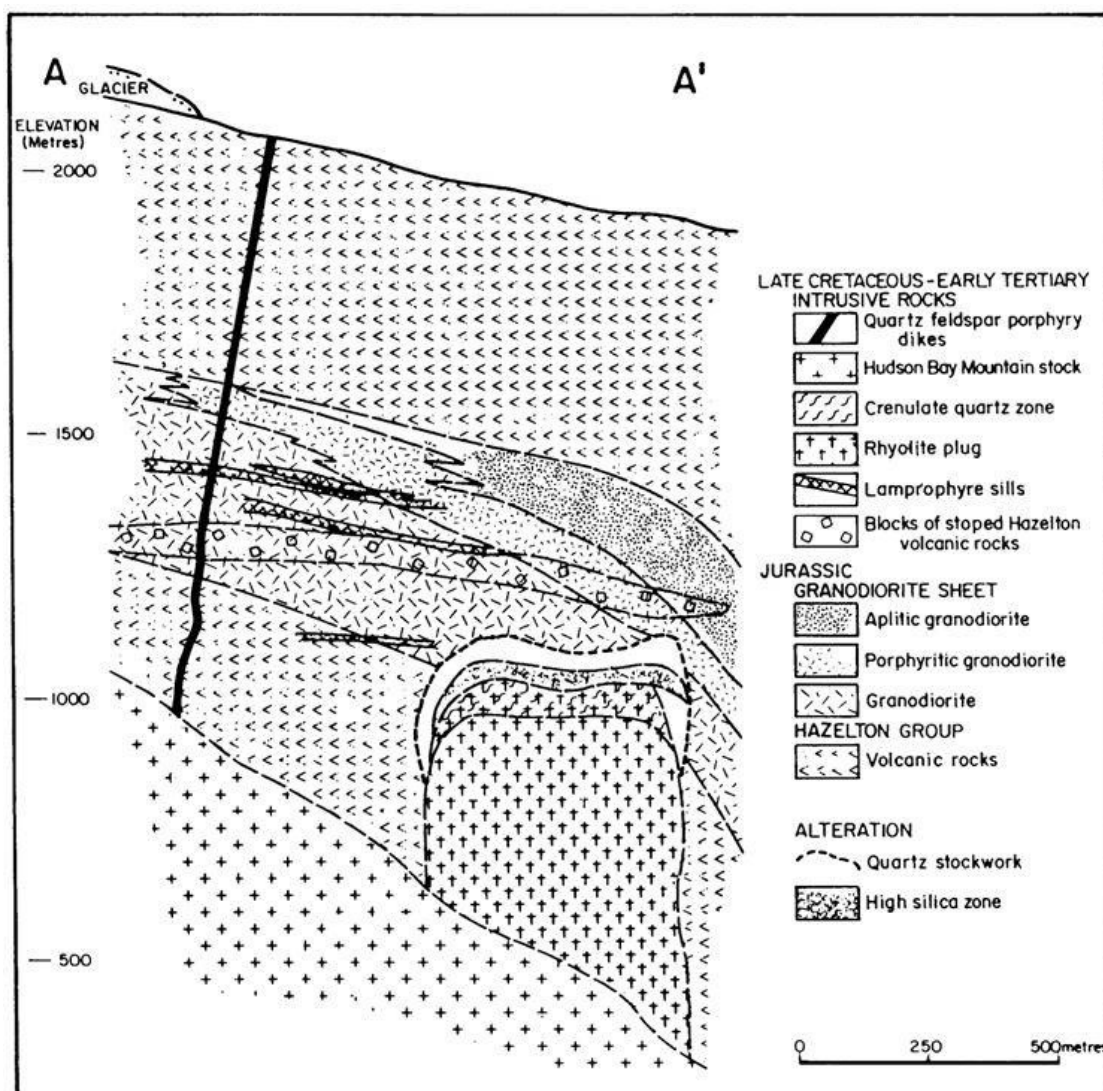 A
A'
GLACIER
ELEVATION
(Metres)
2000
1500
1000
500
LATE CRETACEOUS-EARLY TERTIARY
INTRUSIVE ROCKS
Quartz feldspar porphyry
dikes
Hudson Bay Mountain stock
Crenulate quartz zone
Rhyolite plug
Lamprophyre sills
Blocks of stoped Hazelton
volcanic rocks
JURASSIC
GRANODIORITE SHEET
Aplitic granodiorite
Porphyritic granodiorite
Granodiorite
HAZELTON GROUP
Volcanic rocks
ALTERATION
Quartz stockwork
High silica zone
0 250 500 metres